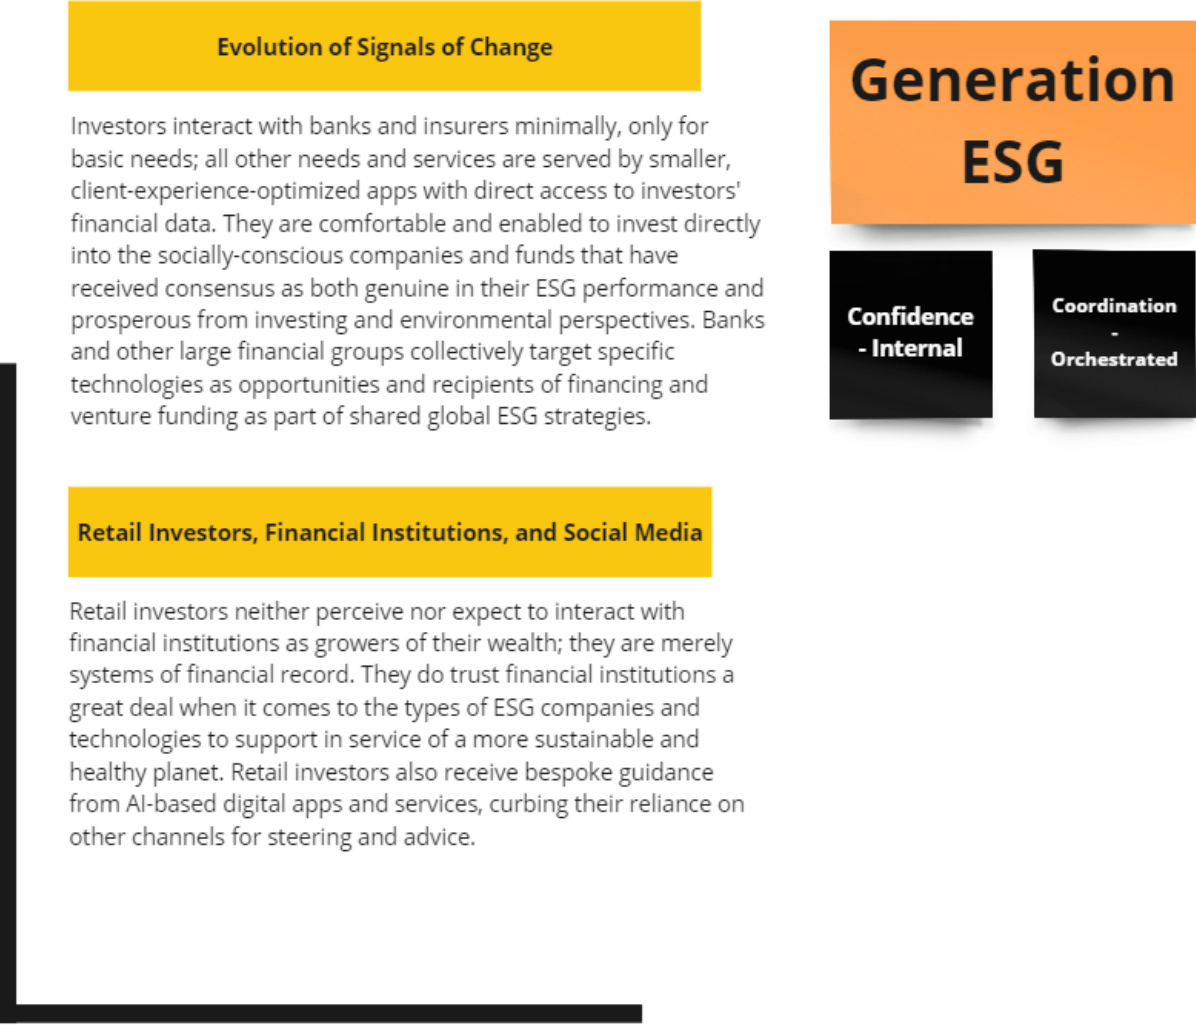 Evolution of Signals of Change
Investors interact with banks and insurers minimally, only for
basic needs; all other needs and services are served by smaller,
client-experience-optimized apps with direct access to investors'
financial data. They are comfortable and enabled to invest directly
into the socially-conscious companies and funds that have
received consensus as both genuine in their ESG performance and
prosperous from investing and environmental perspectives. Banks
and other large financial groups collectively target specific
technologies as opportunities and recipients of financing and
venture funding as part of shared global ESG strategies.
Retail Investors, Financial Institutions, and Social Media
Retail investors neither perceive nor expect to interact with
financial institutions as growers of their wealth; they are merely
systems of financial record. They do trust financial institutions a
great deal when it comes to the types of ESG companies and
technologies to support in service of a more sustainable and
healthy planet. Retail investors also receive bespoke guidance
from AI-based digital apps and services, curbing their reliance on
other channels for steering and advice.
Generation
ESG
Confidence
- Internal
Coordination
-
Orchestrated